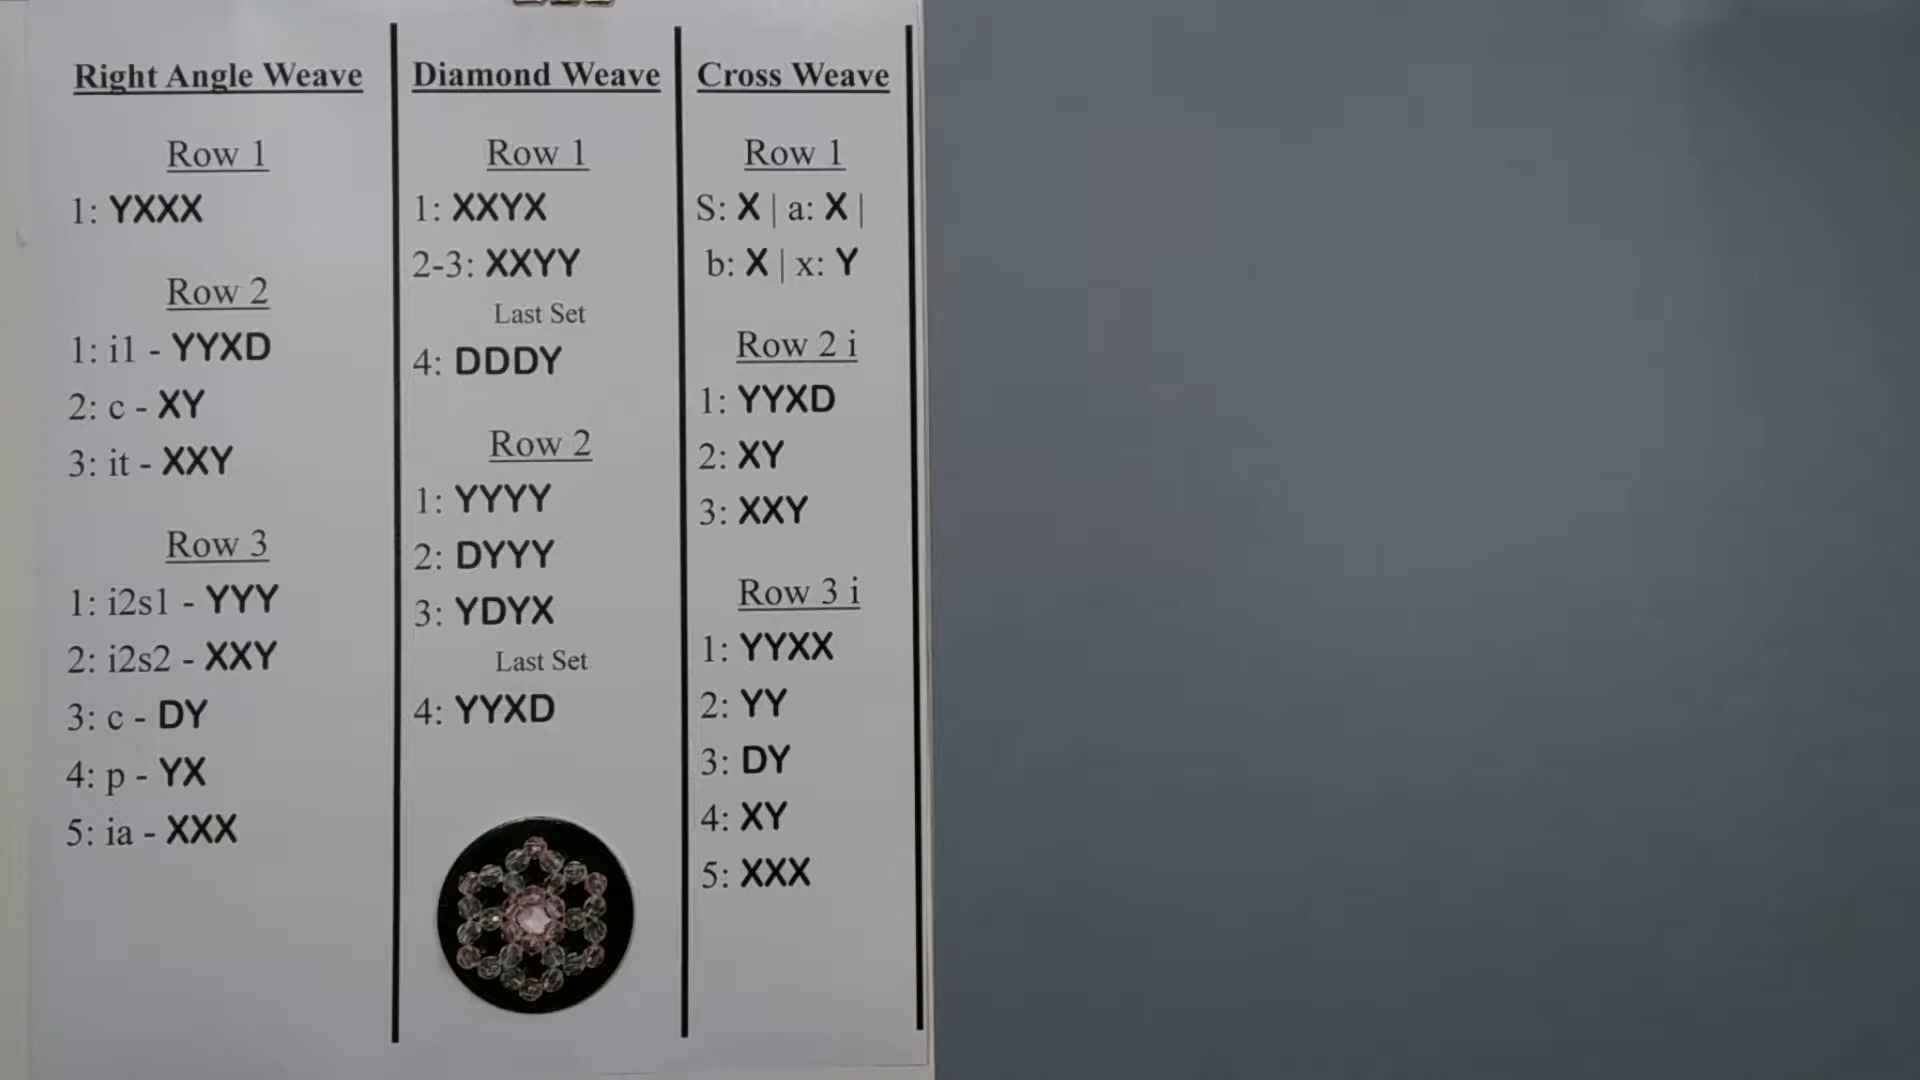 Right Angle Weave
Row 1
1: YXXX
Row 2
1: i1 - YYXD
2: c - XY
3: it - XXY
Row 3
1: i2s1 - YYY
2: i2s2 - XXY
3: c - DY
4: p - YX
5: ia - XXX
Diamond Weave
Row 1
1: XXYX
2-3: XXYY
Last Set
4: DDDY
Row 2
1: YYYY
2: DYYY
3: YDYX
Last Set
4: YYXD
Cross Weave
Row 1
S: X | a: X |
b: X | x: Y
Row 2 i
1: YYXD
2: XY
3: XXY
Row 3 i
1: YYXX
2: YY
3: DY
4: XY
5: XXX